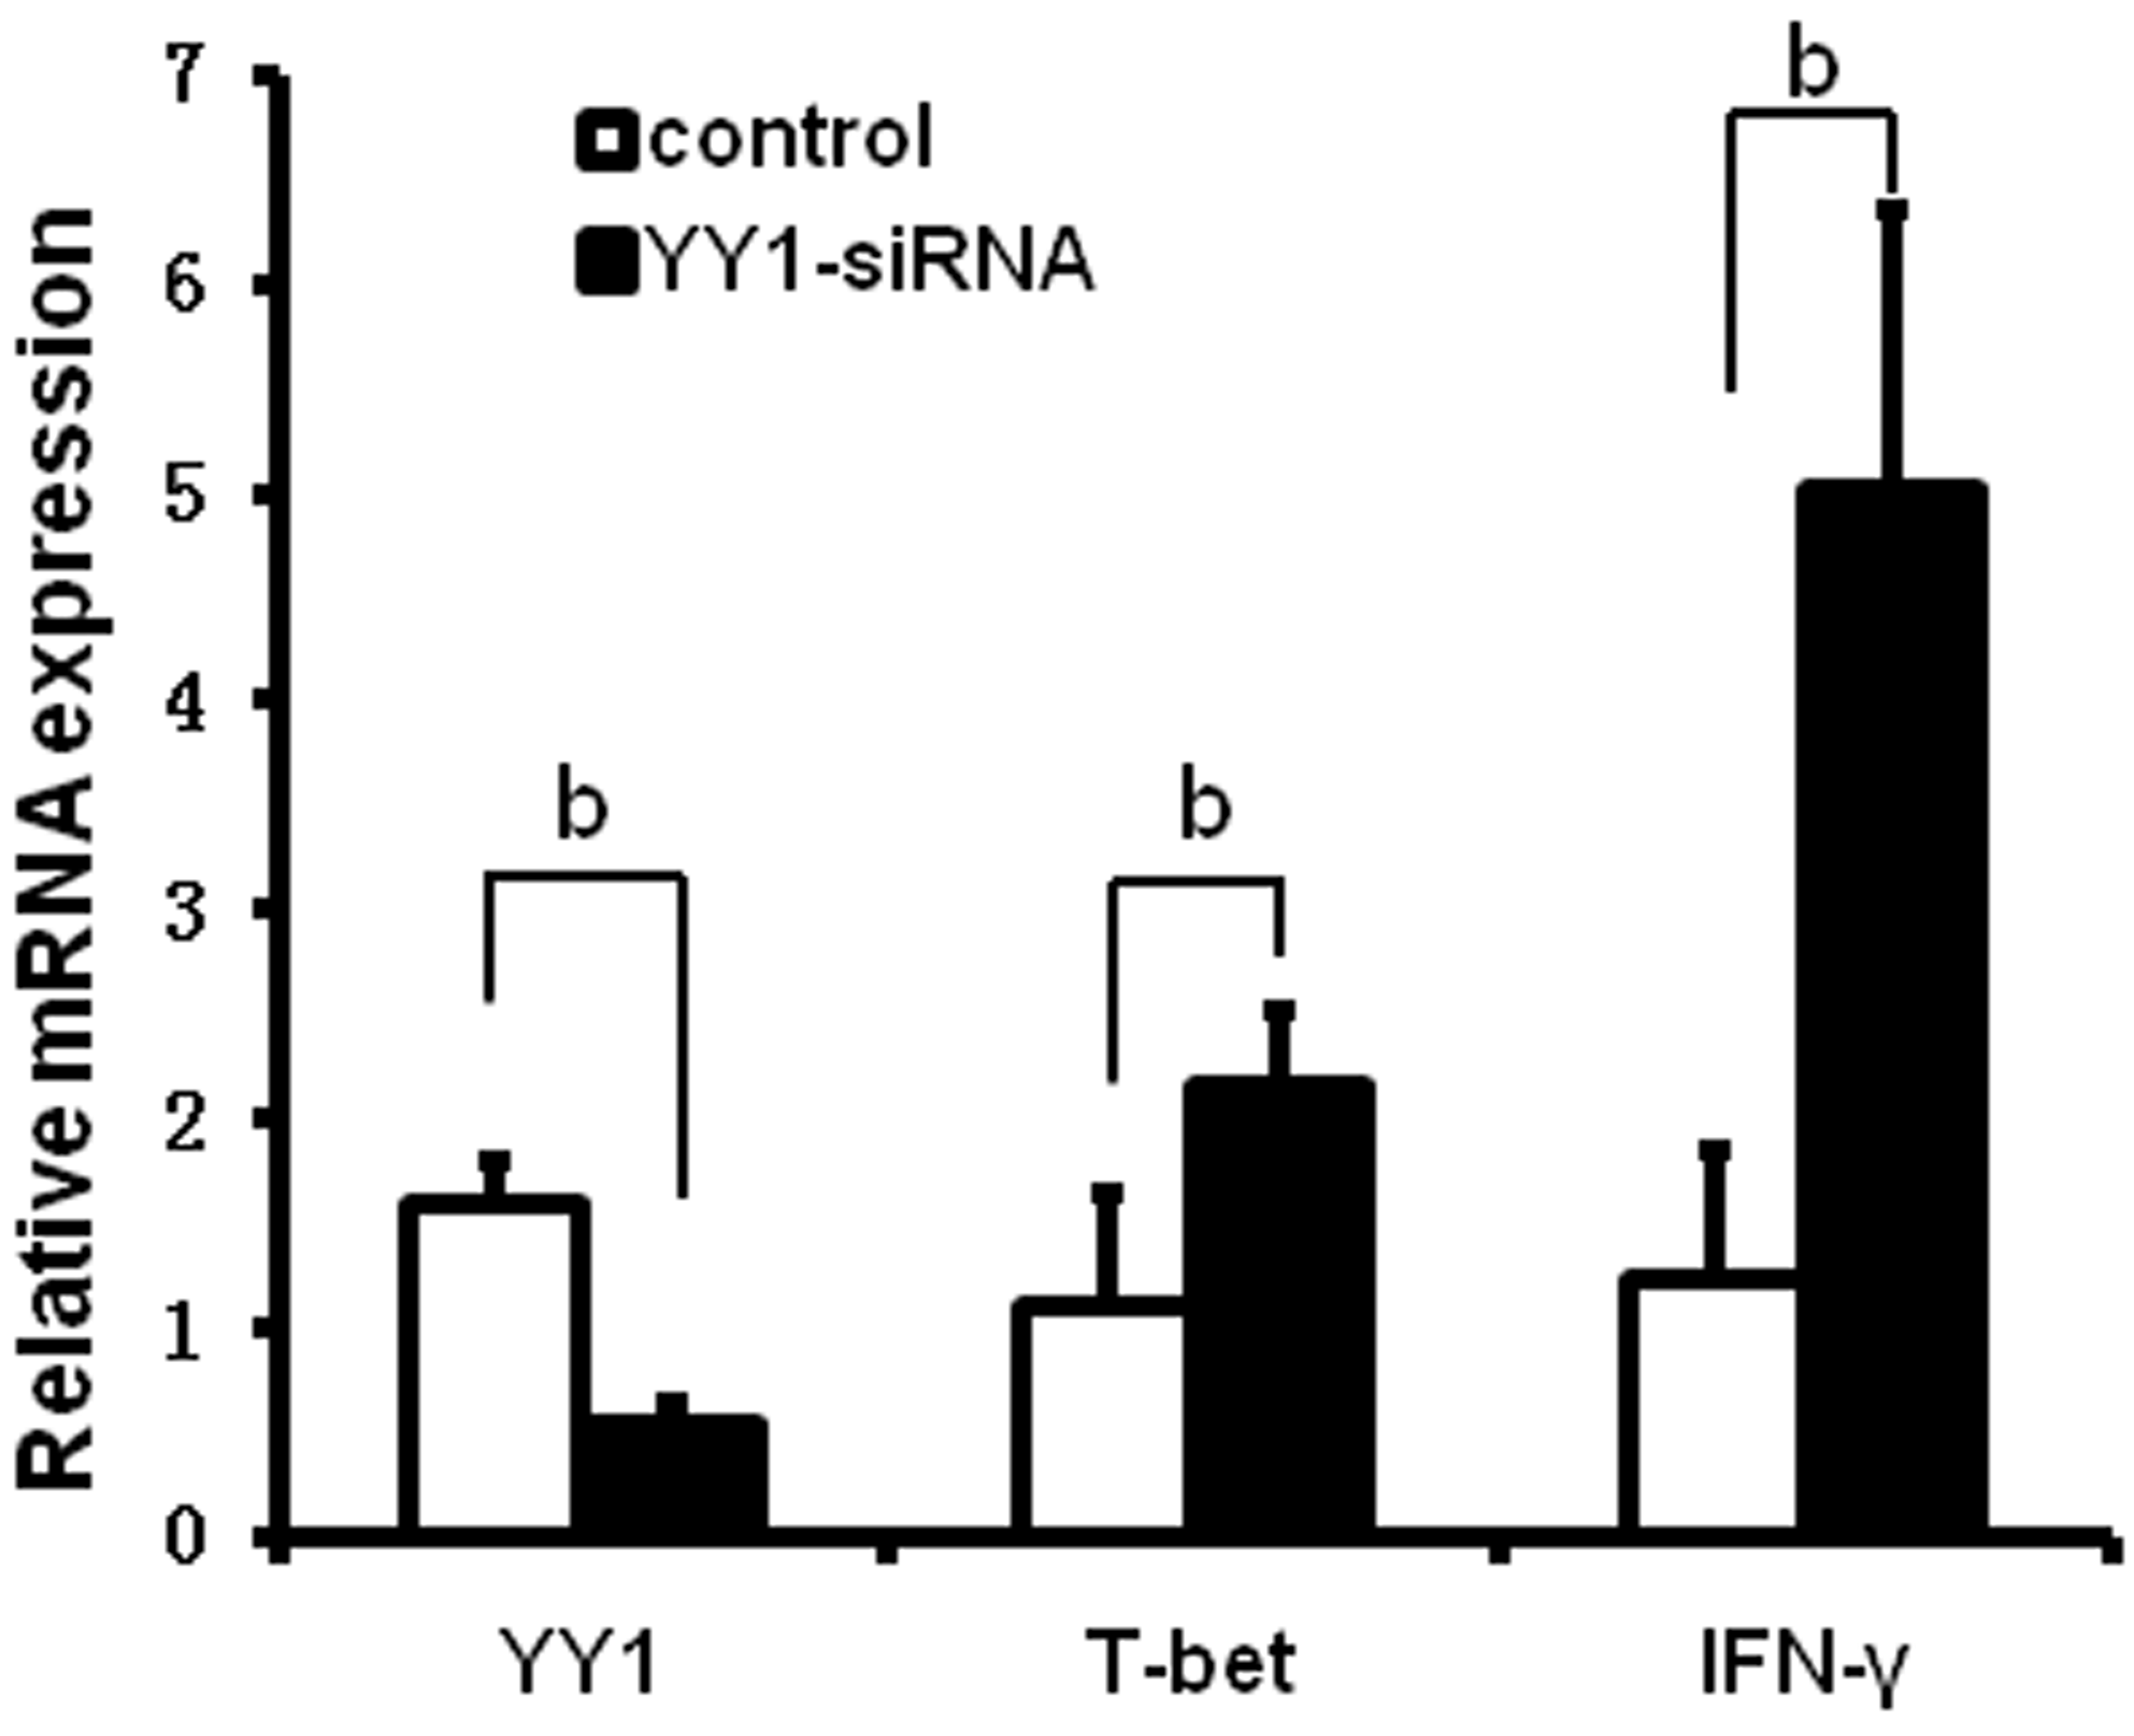 Relative mRNA expression
7
6
5
4
3
2
1
0
control
YY1-siRNA
b
b
b
YY1
T-bet
IFN-γ